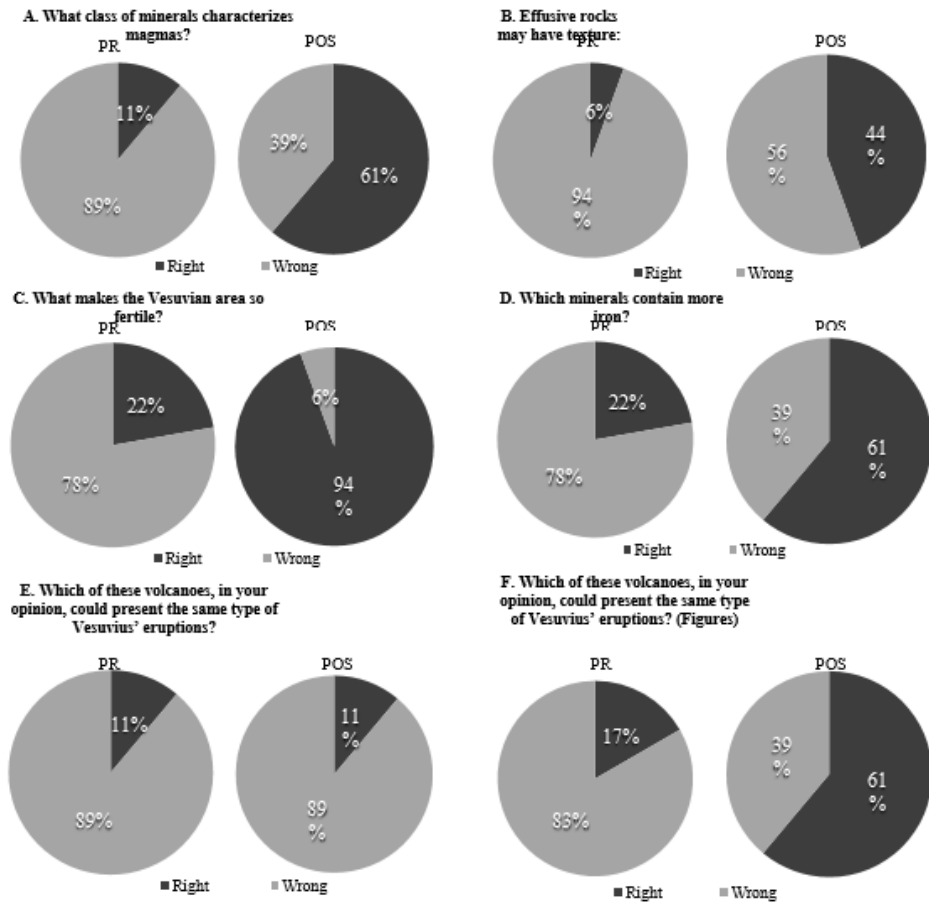 A. What class of minerals characterizes
magmas?
PR
POS
11%
89%
39%
61%
Right
Wrong
B. Effusive rocks
may have texture:
PR
POS
6%
94
%
56
%
44
%
Right
Wrong
C. What makes the Vesuvian area so
fertile?
PR
POS
22%
78%
6%
94
%
Right
Wrong
D. Which minerals contain more
iron?
PR
POS
22%
78%
39
%
61
%
Right
Wrong
E. Which of these volcanoes, in your
opinion, could present the same type of
Vesuvius’ eruptions?
PR
POS
11%
89%
11
%
89
%
Right
Wrong
F. Which of these volcanoes, in your
opinion, could present the same type
of Vesuvius’ eruptions? (Figures)
PR
POS
17%
83%
39
%
61
%
Right
Wrong